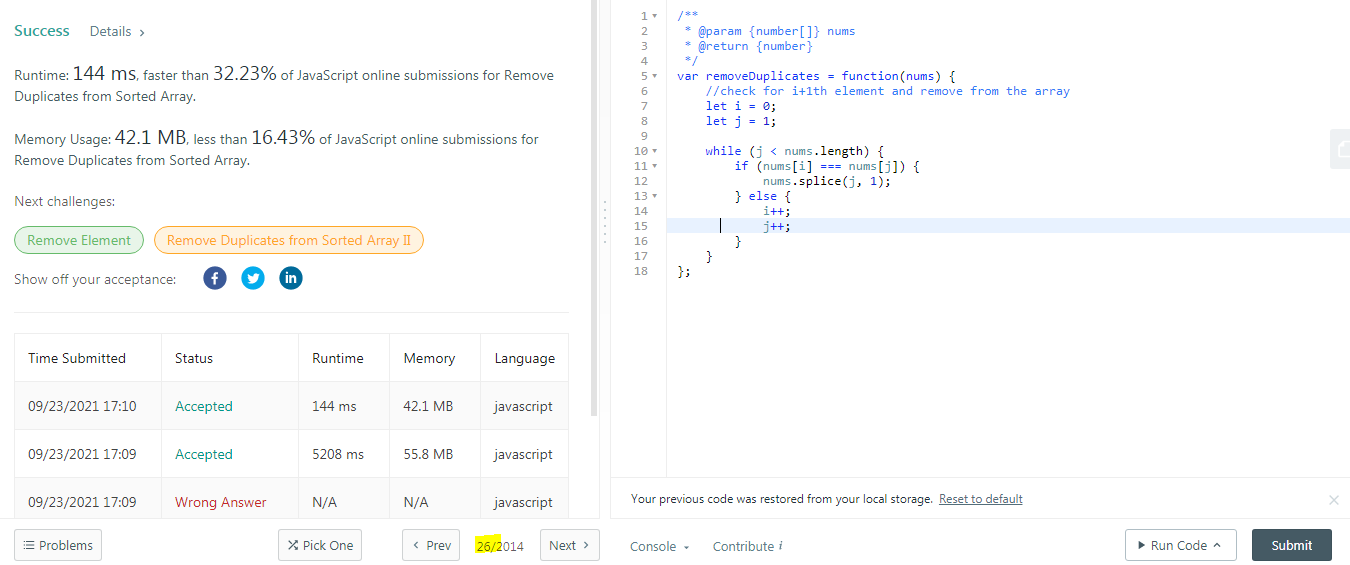 Success Details >
Runtime: 144 ms, faster than 32.23% of JavaScript online submissions for Remove
Duplicates from Sorted Array.
Memory Usage: 42.1 MB, less than 16.43% of JavaScript online submissions for
Remove Duplicates from Sorted Array.
Next challenges:
Remove Element Remove Duplicates from Sorted Array II
Show off your acceptance:
Time Submitted Status Runtime Memory Language
09/23/2021 17:10 Accepted 144 ms 42.1 MB javascript
09/23/2021 17:09 Accepted 5208 ms 55.8 MB javascript
09/23/2021 17:09 Wrong Answer N/A N/A javascript
Problems Pick One < Prev 26/2014 Next >
1 /**
2 * @param {number[]} nums
3 * @return {number}
4 */
5 var removeDuplicates = function(nums) {
6 //check for i+1th element and remove from the array
7 let i = 0;
8 let j = 1;
9
10 while (j < nums.length) {
11 if (nums[i] === nums[j]) {
12 nums.splice(j, 1);
13 } else {
14 i++;
15 j++;
16 }
17 }
18 };
Your previous code was restored from your local storage. Reset to default
Console Contribute i Run Code Submit